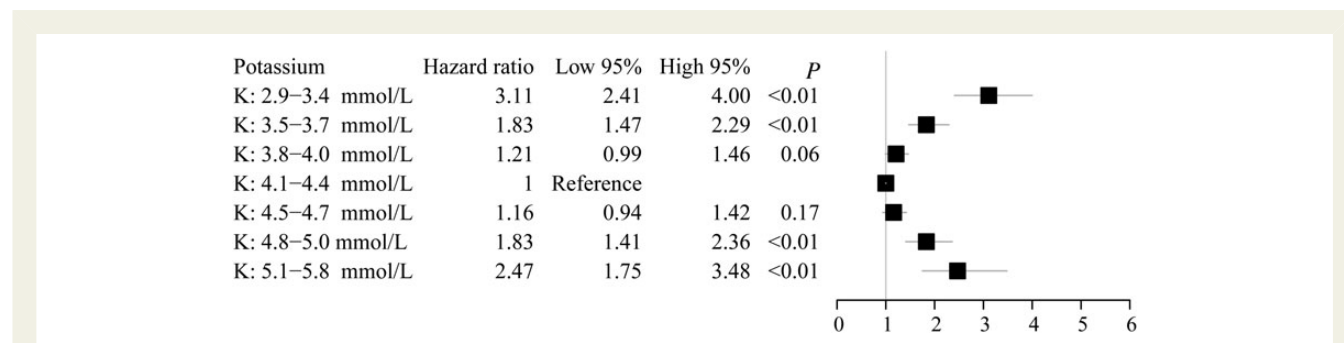 Potassium Hazard ratio Low 95% High 95% P
K: 2.9−3.4 mmol/L 3.11 2.41 4.00 <0.01
K: 3.5−3.7 mmol/L 1.83 1.47 2.29 <0.01
K: 3.8−4.0 mmol/L 1.21 0.99 1.46 0.06
K: 4.1−4.4 mmol/L 1 Reference
K: 4.5−4.7 mmol/L 1.16 0.94 1.42 0.17
K: 4.8−5.0 mmol/L 1.83 1.41 2.36 <0.01
K: 5.1−5.8 mmol/L 2.47 1.75 3.48 <0.01
0 1 2 3 4 5 6